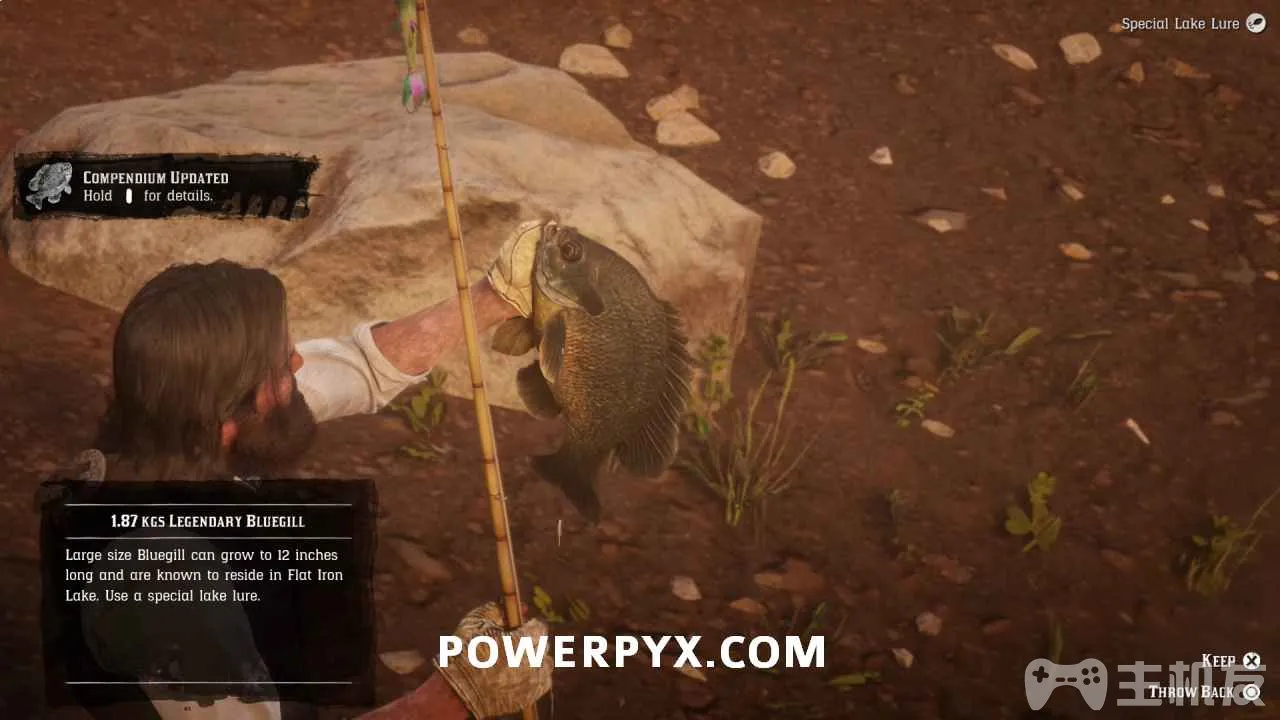 Special Lake Lure
Compendium Updated
Hold for details.
1.87 kgs Legendary Bluegill
Large size Bluegill can grow to 12 inches
long and are known to reside in Flat Iron
Lake. Use a special lake lure.
POWERPYX.COM
Keep
Throw Back
主机友